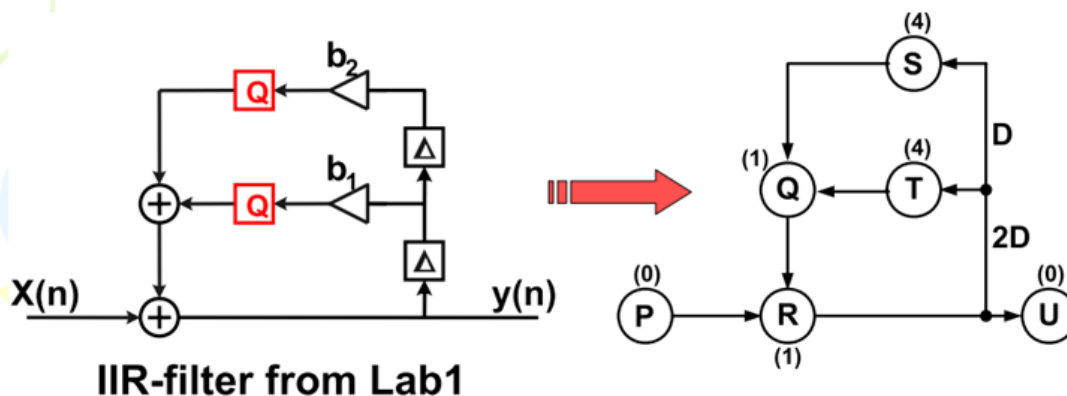 b2
Q
Δ
b1
Q
Δ
+
+
X(n)
y(n)
IIR-filter from Lab1
(4)
S
D
(4)
(1)
Q
T
2D
(0)
(0)
P
R
U
(1)